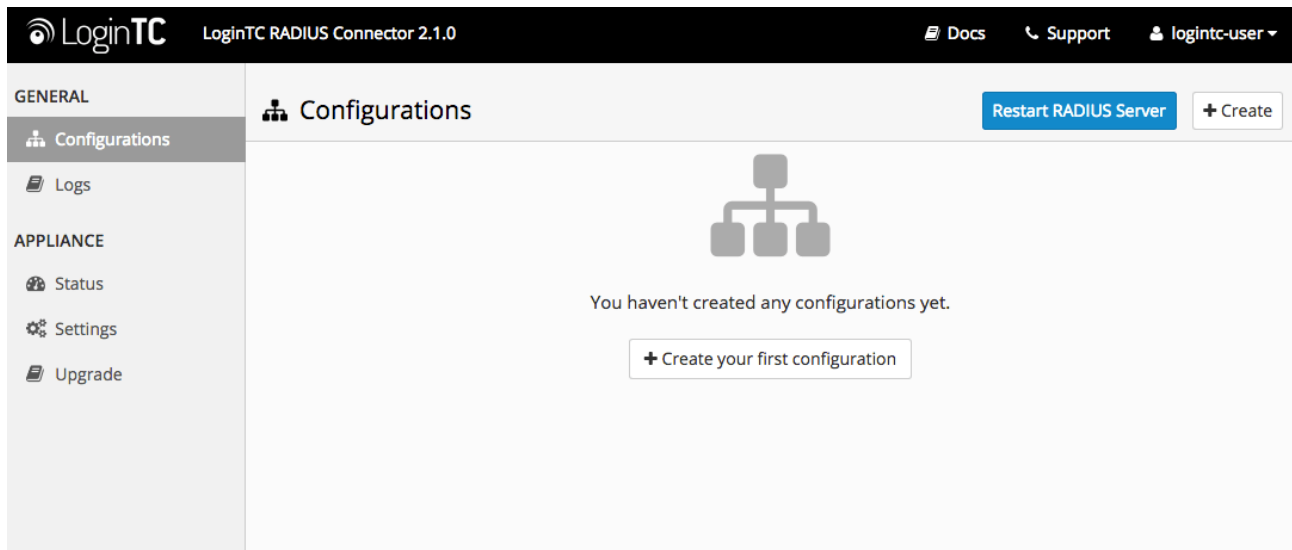 LoginTC LoginTC RADIUS Connector 2.1.0 Docs Support logintc-user
GENERAL
Configurations
Logs
APPLIANCE
Status
Settings
Upgrade
Configurations Restart RADIUS Server + Create
You haven't created any configurations yet.
+ Create your first configuration